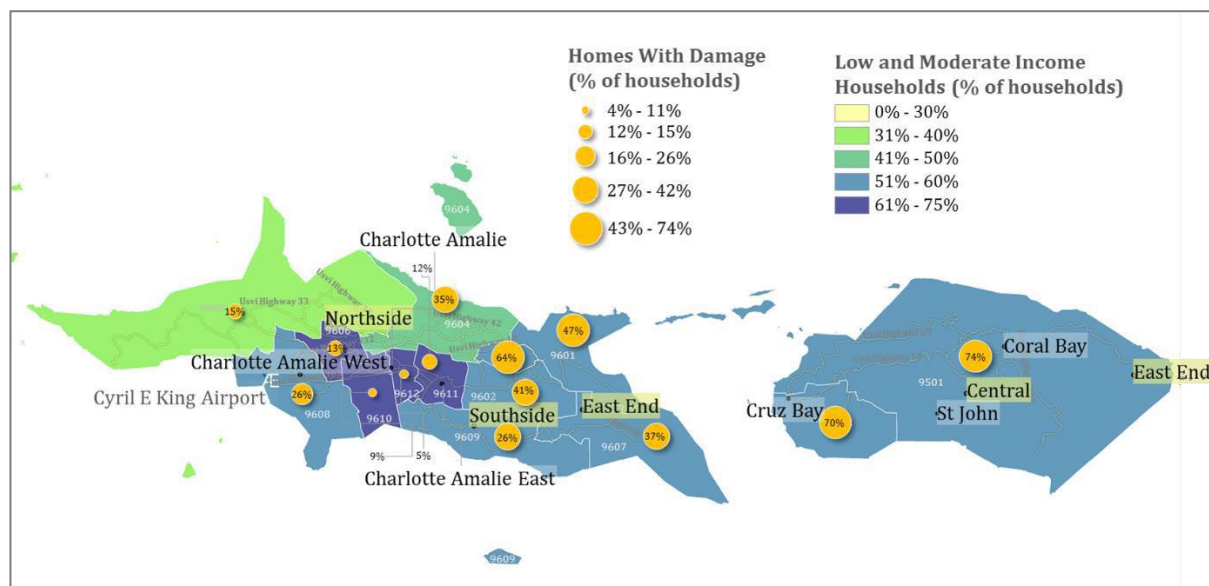 Homes With Damage
(% of households)
4% - 11%
12% - 15%
16% - 26%
27% - 42%
43% - 74%
Low and Moderate Income
Households (% of households)
0% - 30%
31% - 40%
41% - 50%
51% - 60%
61% - 75%
9604
Charlotte Amalie
12%
35%
Usvi Highway 33
15%
Northside
9604
9606
13%
47%
9601
64%
Charlotte Amalie West
Cyril E King Airport
26%
9608
9610
9612
9611
9602
41%
Southside
East End
9609
26%
37%
9607
9%
5%
Charlotte Amalie East
9609
74%
Coral Bay
East End
9501
Central
Cruz Bay
St John
70%